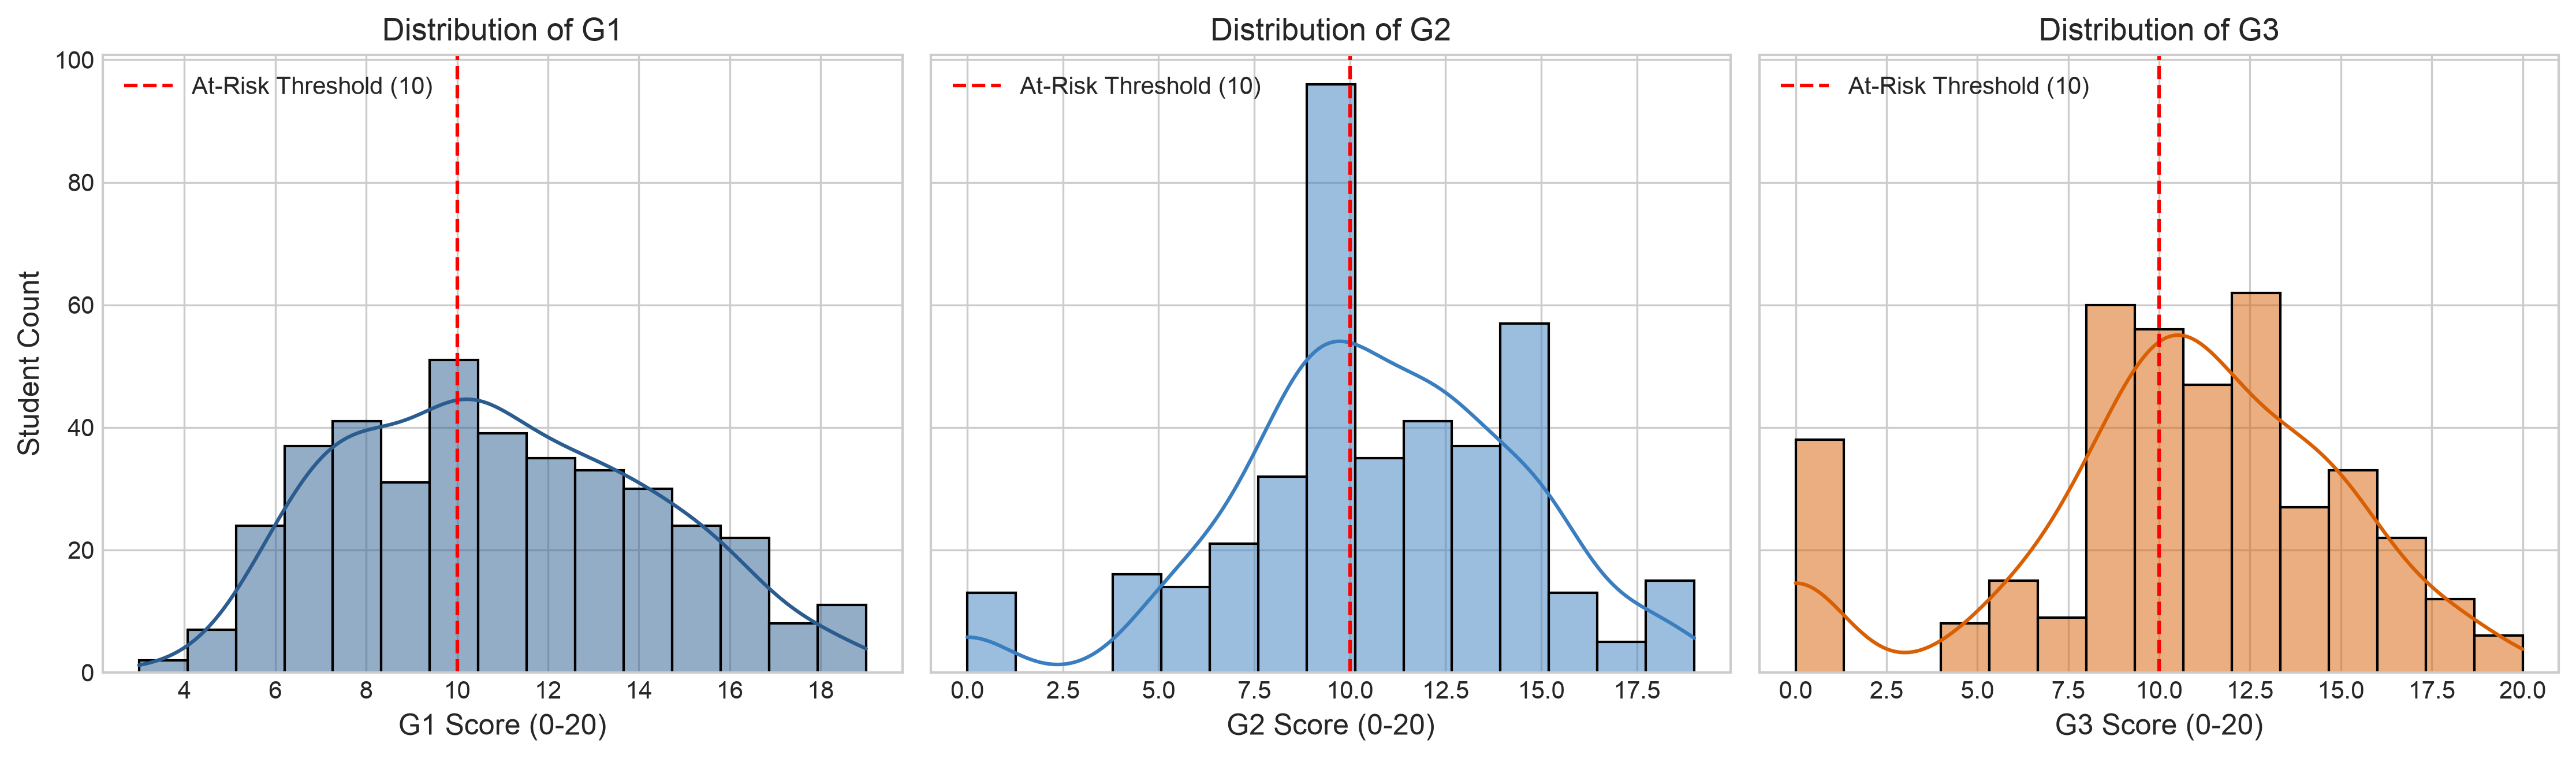 Distribution of G1
Distribution of G2
Distribution of G3
At-Risk Threshold (10)
At-Risk Threshold (10)
At-Risk Threshold (10)
Student Count
100
80
60
40
20
0
4 6 8 10 12 14 16 18
0.0 2.5 5.0 7.5 10.0 12.5 15.0 17.5
0.0 2.5 5.0 7.5 10.0 12.5 15.0 17.5 20.0
G1 Score (0-20)
G2 Score (0-20)
G3 Score (0-20)